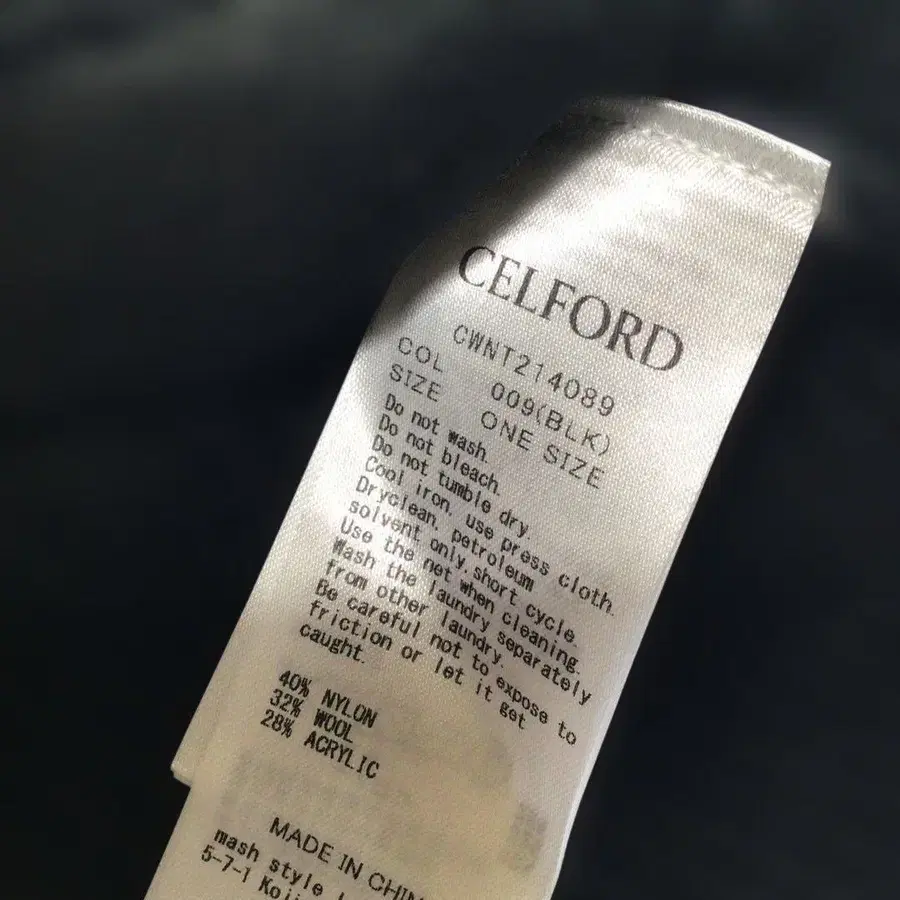 CELFORD
CWNT214089
COL 009(BLK)
SIZE ONE SIZE
Do not wash.
Do not bleach.
Do not tumble dry.
Cool iron, use press cloth.
Dryclean, petroleum
solvent only,short cycle.
Use the net when cleaning.
Wash the laundry separately
from other laundry.
Be careful not to expose to
friction or let it get
caught.
40% NYLON
32% WOOL
28% ACRYLIC
MADE IN CHIN
mash style
5-7-1 Koji